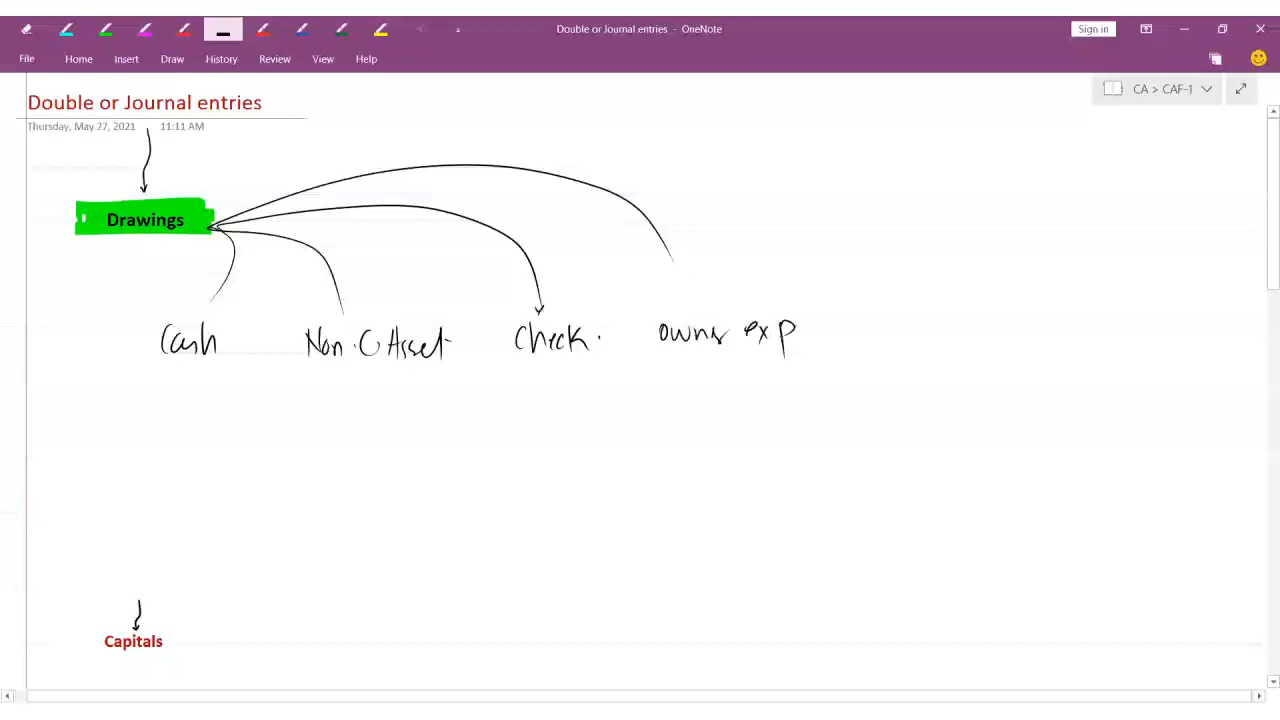 Double or Journal entries - OneNote
Sign in
File Home Insert Draw History Review View Help
Double or Journal entries
CA > CAF-1
Thursday, May 27, 2021 11:11 AM
Drawings
Cash Non.C Asset Check. owner exp
Capitals